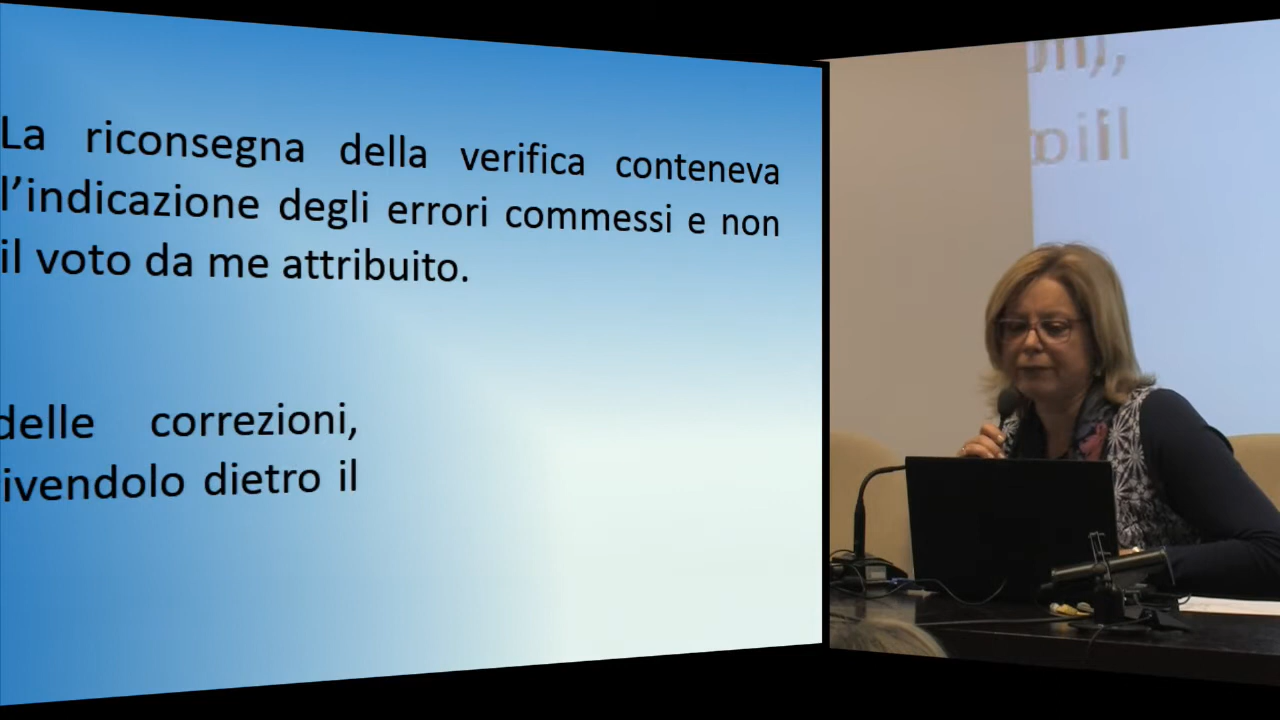 La riconsegna della verifica conteneva
l'indicazione degli errori commessi e non
il voto da me attribuito.
delle correzioni,
ivendolo dietro il
il